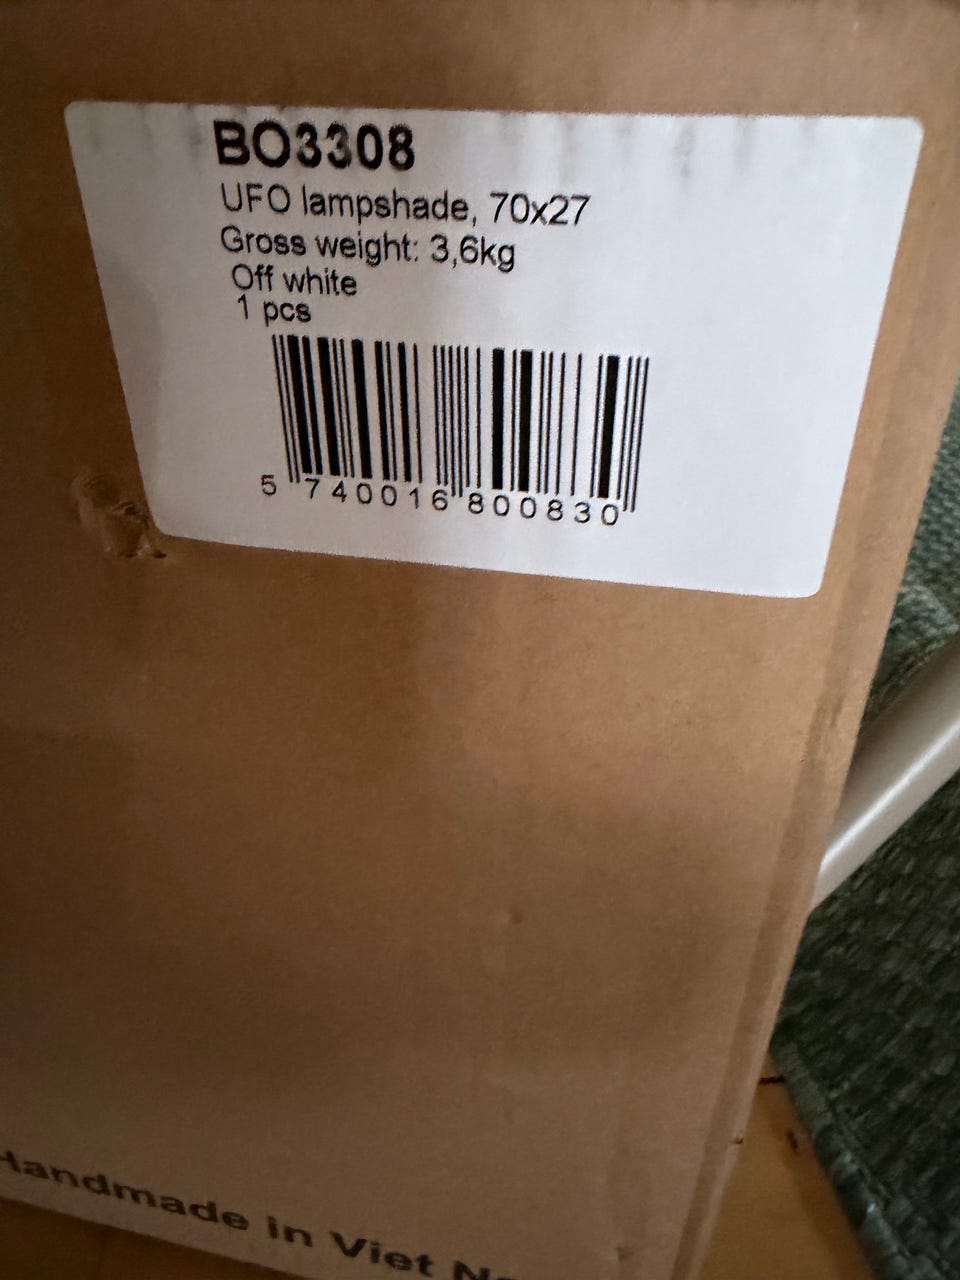 BO3308
UFO lampshade, 70x27
Gross weight: 3,6kg
Off white
1 pcs
5 740016 800830
Handmade in Viet